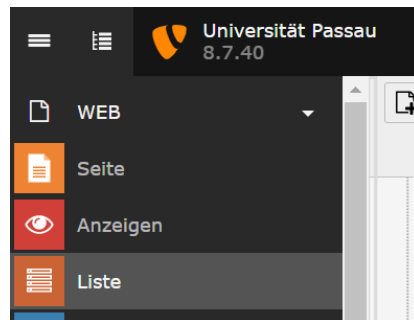 Universität Passau
8.7.40
WEB
Seite
Anzeigen
Liste